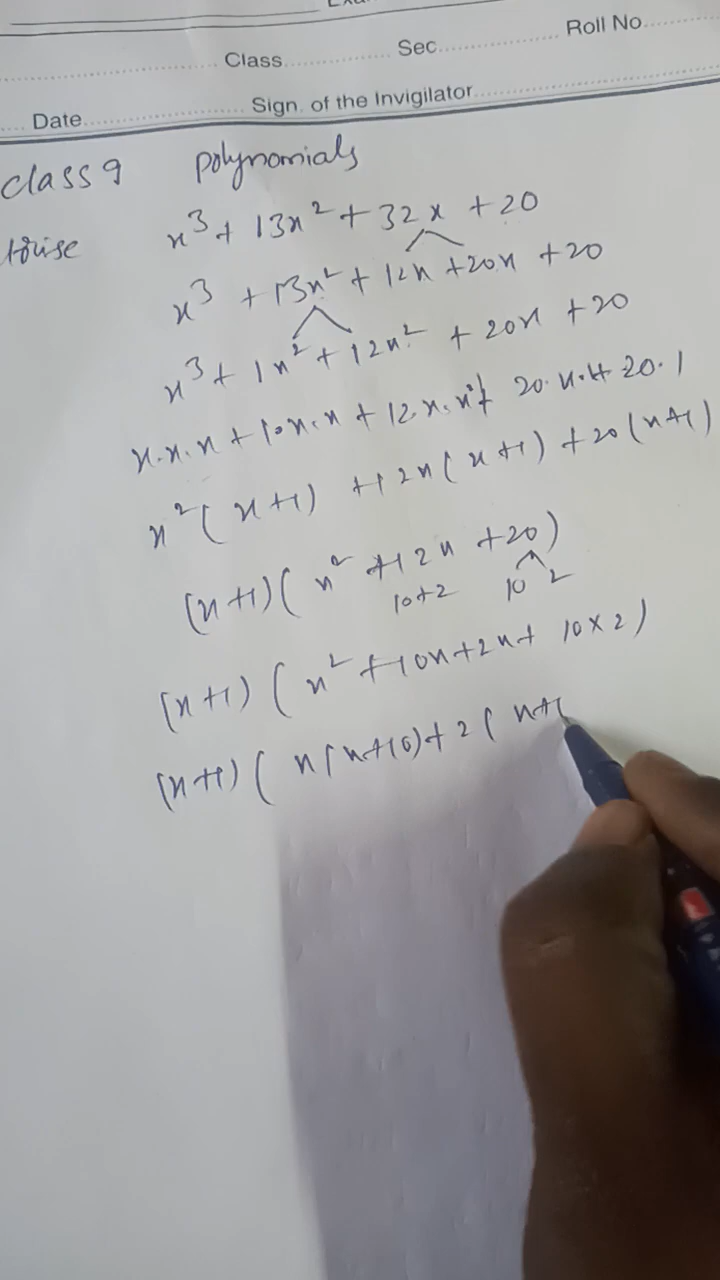 Class Sec Roll No
Date Sign. of the Invigilator
class 9 polynomials
x³ + 13x² + 32x + 20
x³ + 13x² + 12x + 20x + 20
x³ + 1x² + 12x² + 20x + 20
x.x.x + 1.x.x + 12.x.x + 20.x.1 + 20.1
x²(x+1) + 12x(x+1) + 20(x+1)
(x+1)(x² + 12x + 20)
10+2 10 2
(x+1)(x² + 10x + 2x + 10×2)
(x+1)(x(x+10) + 2(x+1